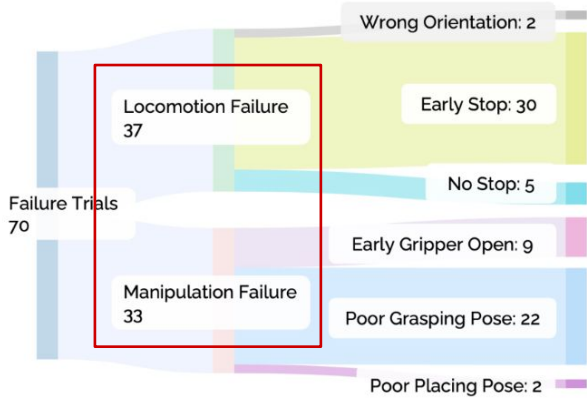 Failure Trials
70
Locomotion Failure
37
Manipulation Failure
33
Wrong Orientation: 2
Early Stop: 30
No Stop: 5
Early Gripper Open: 9
Poor Grasping Pose: 22
Poor Placing Pose: 2